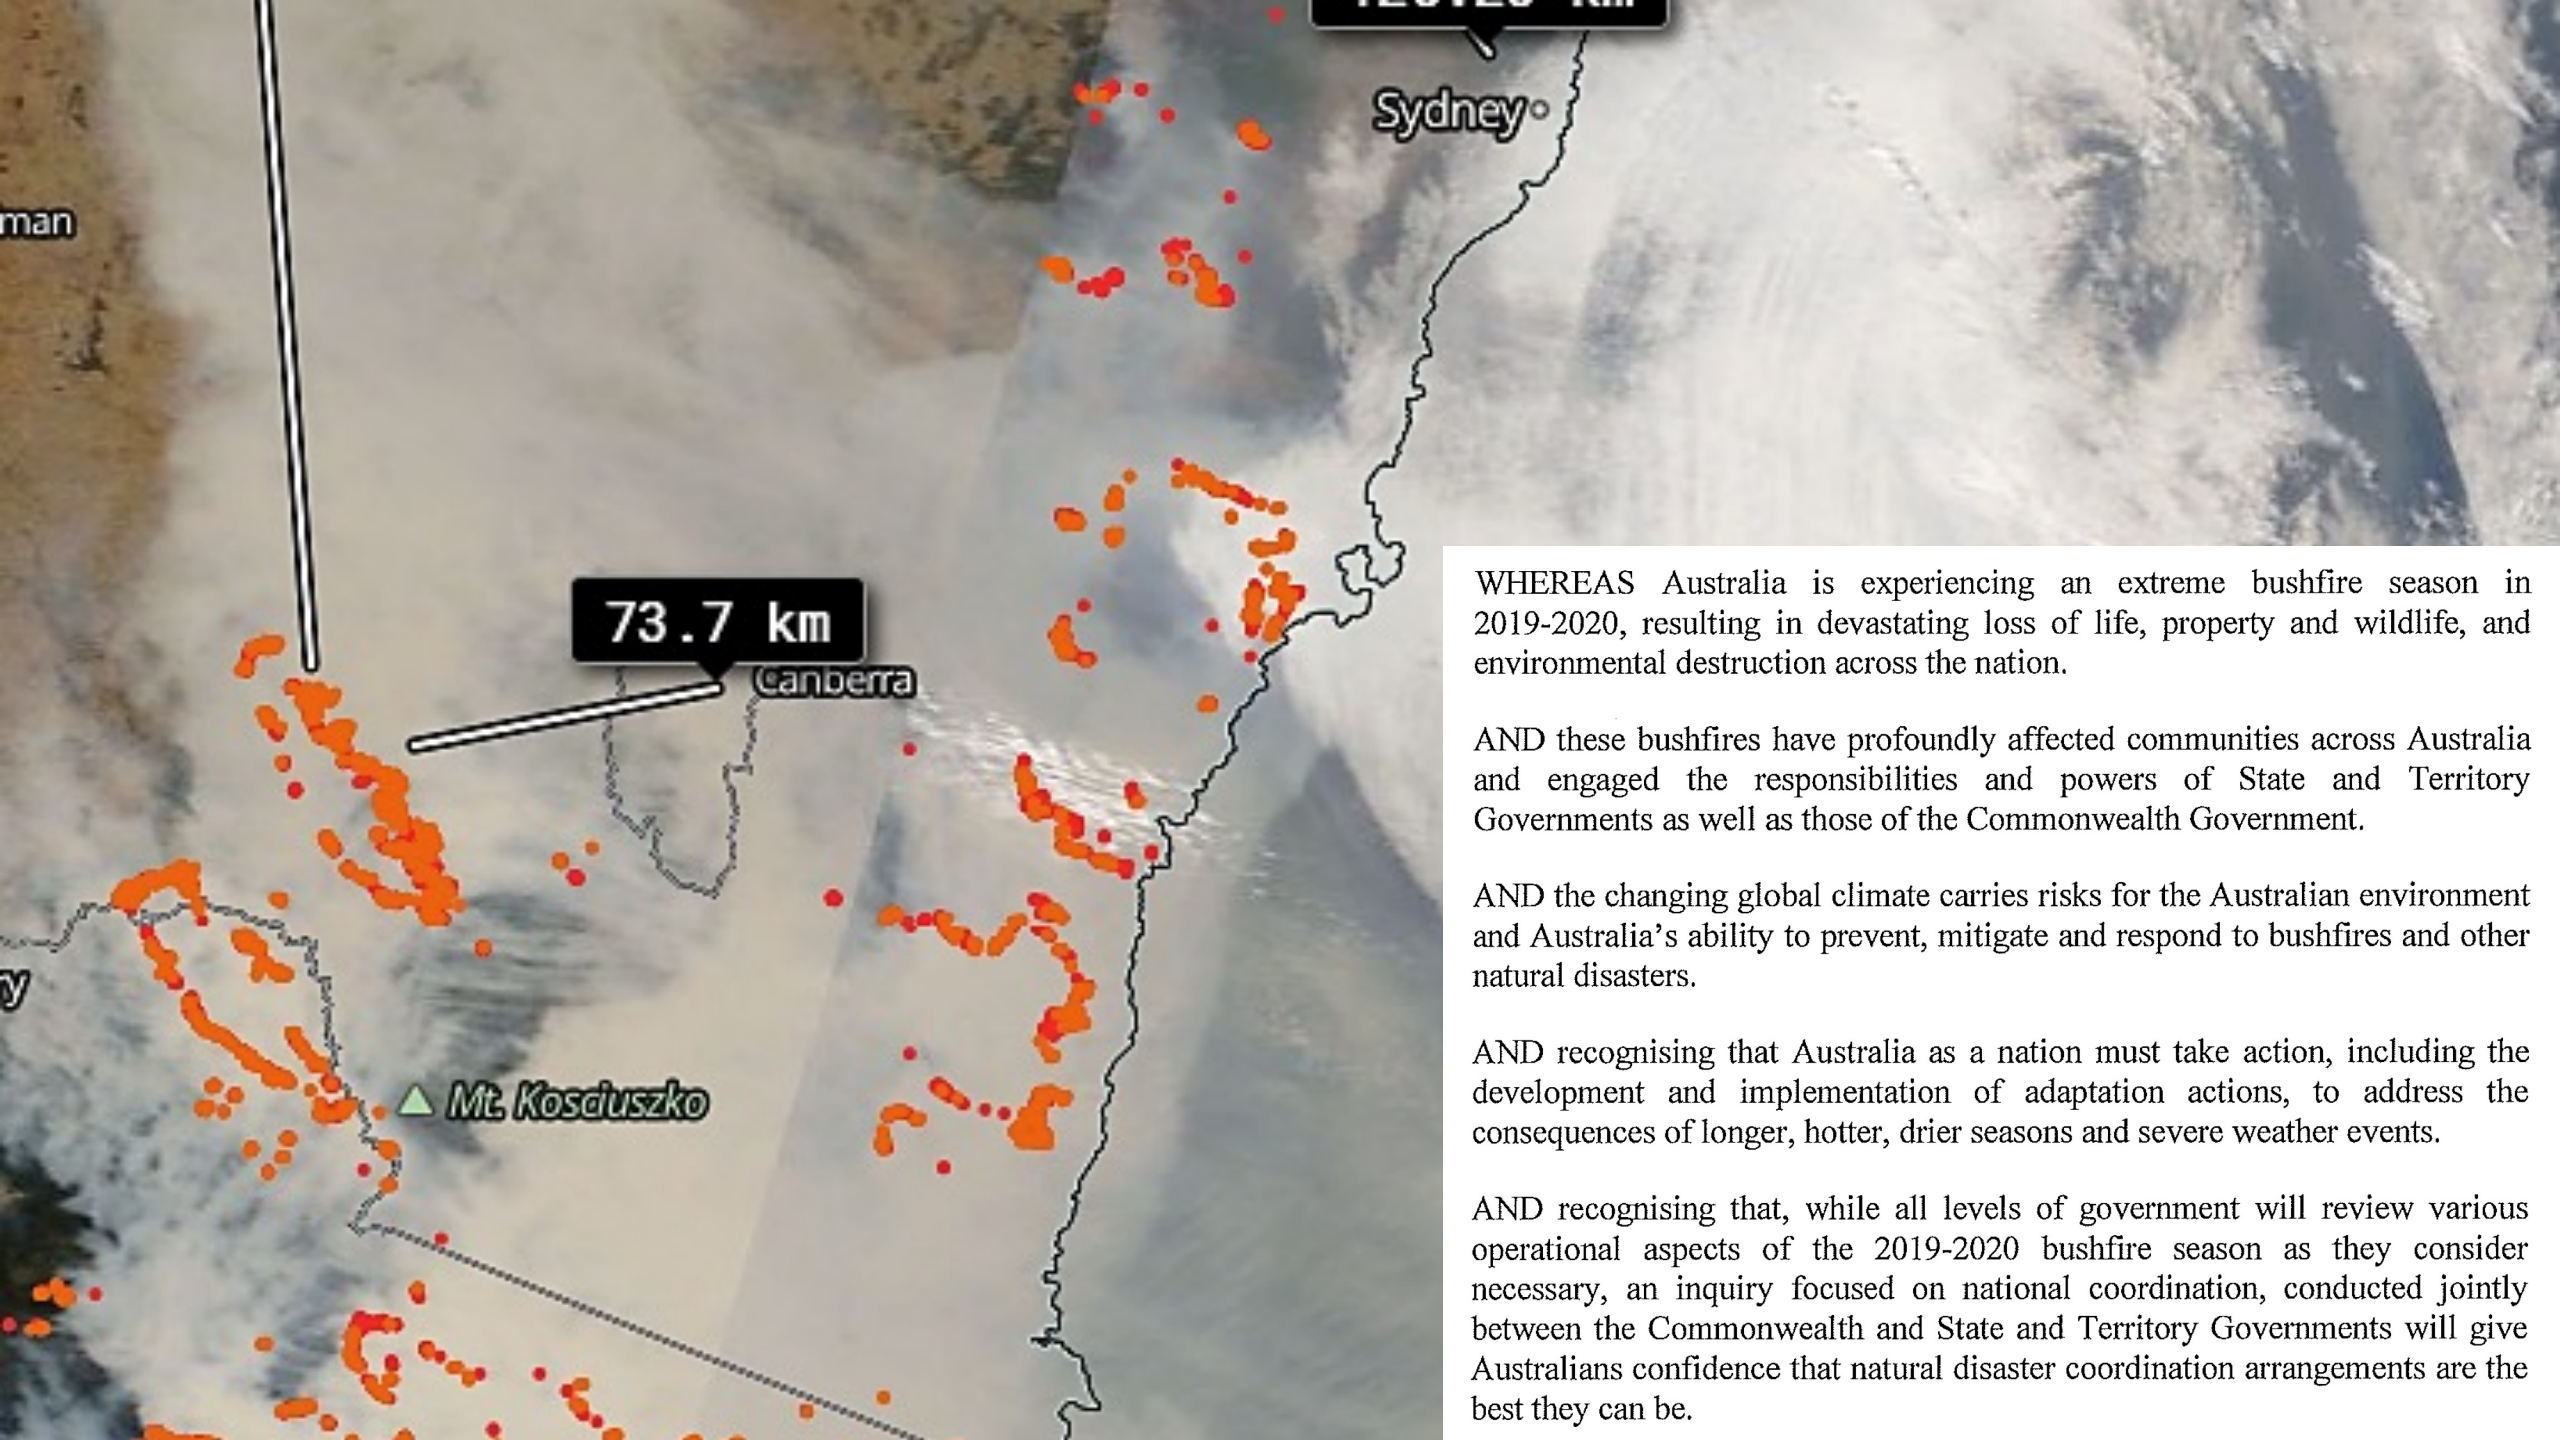 Sydney
man
73.7 km
Canberra
ry
Mt. Kosciuszko
WHEREAS Australia is experiencing an extreme bushfire season in
2019-2020, resulting in devastating loss of life, property and wildlife, and
environmental destruction across the nation.
AND these bushfires have profoundly affected communities across Australia
and engaged the responsibilities and powers of State and Territory
Governments as well as those of the Commonwealth Government.
AND the changing global climate carries risks for the Australian environment
and Australia’s ability to prevent, mitigate and respond to bushfires and other
natural disasters.
AND recognising that Australia as a nation must take action, including the
development and implementation of adaptation actions, to address the
consequences of longer, hotter, drier seasons and severe weather events.
AND recognising that, while all levels of government will review various
operational aspects of the 2019-2020 bushfire season as they consider
necessary, an inquiry focused on national coordination, conducted jointly
between the Commonwealth and State and Territory Governments will give
Australians confidence that natural disaster coordination arrangements are the
best they can be.